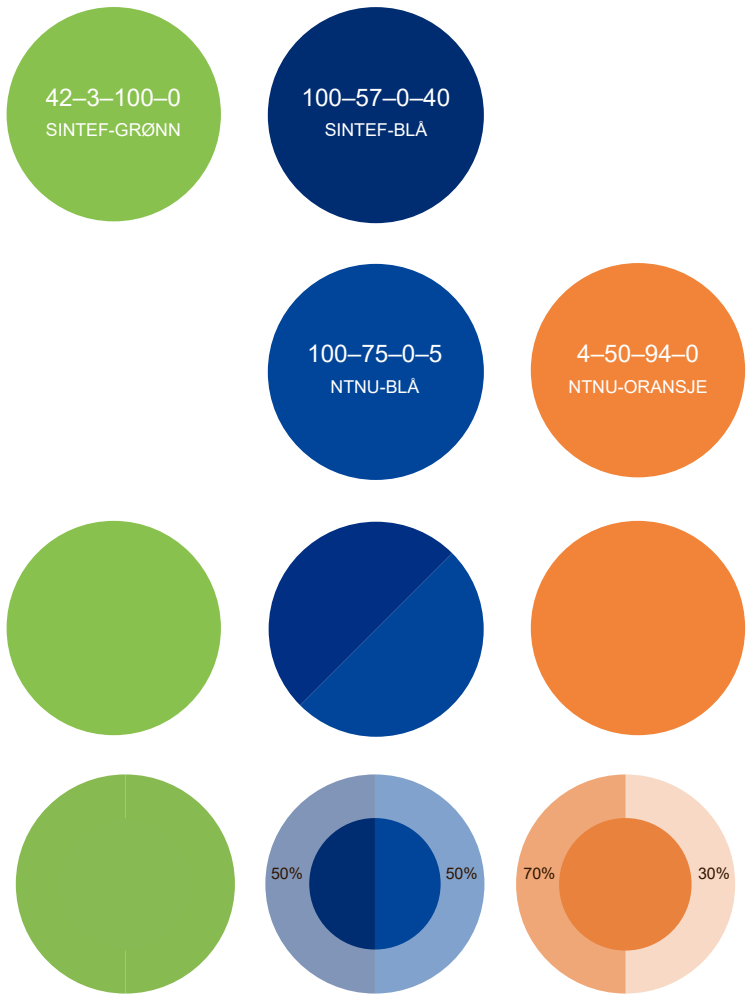 42–3–100–0
SINTEF-GRØNN
100–57–0–40
SINTEF-BLÅ
100–75–0–5
NTNU-BLÅ
4–50–94–0
NTNU-ORANSJE
50%
50%
70%
30%